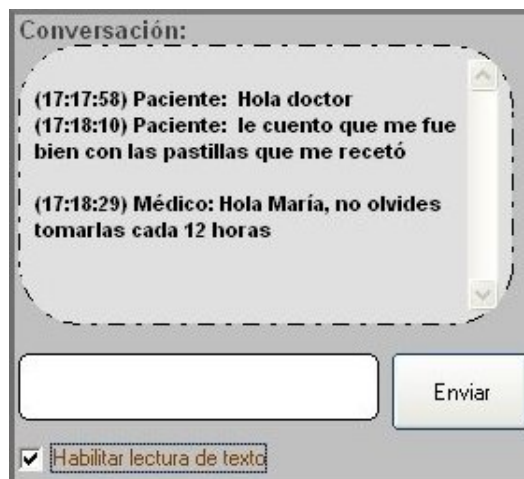 Conversación:
(17:17:58) Paciente: Hola doctor
(17:18:10) Paciente: le cuento que me fue
bien con las pastillas que me recetó
(17:18:29) Médico: Hola María, no olvides
tomarlas cada 12 horas
Enviar
Habilitar lectura de texto